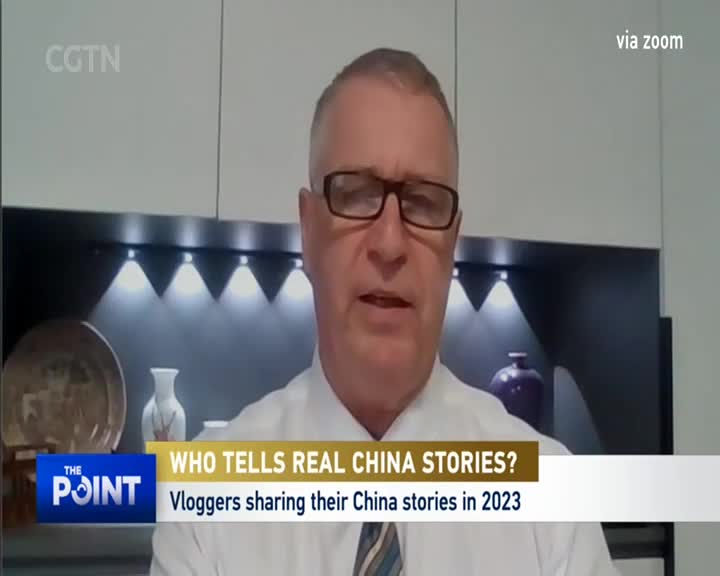 CGTN
via zoom
WHO TELLS REAL CHINA STORIES?
THE
POINT
Vloggers sharing their China stories in 2023